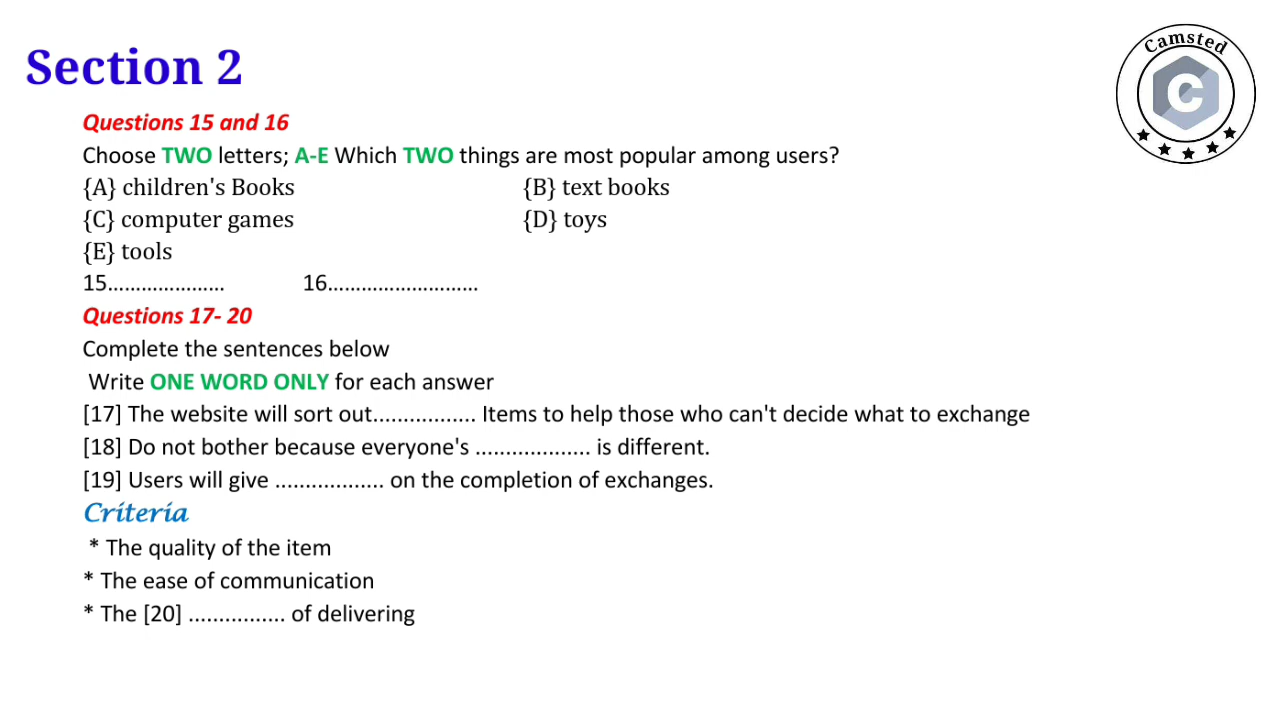 Section 2
Camsted
C
Questions 15 and 16
Choose TWO letters; A-E Which TWO things are most popular among users?
{A} children's Books {B} text books
{C} computer games {D} toys
{E} tools
15..................... 16...........................
Questions 17- 20
Complete the sentences below
Write ONE WORD ONLY for each answer
[17] The website will sort out................. Items to help those who can't decide what to exchange
[18] Do not bother because everyone's ................... is different.
[19] Users will give .................. on the completion of exchanges.
Criteria
* The quality of the item
* The ease of communication
* The [20] ................ of delivering